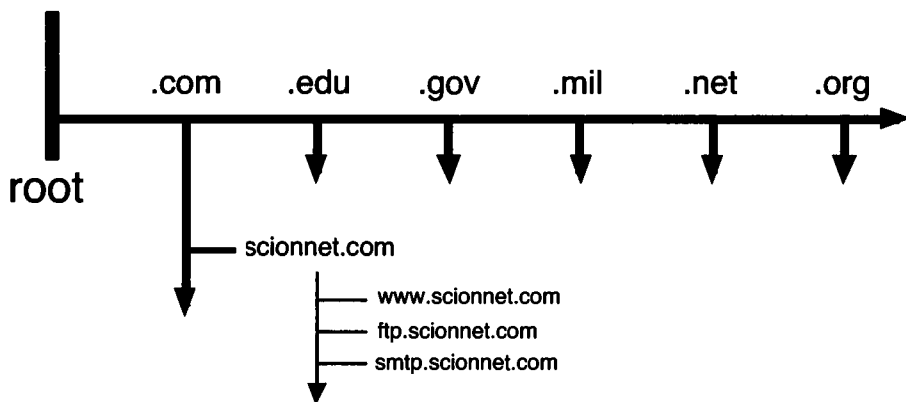 .com .edu .gov .mil .net .org
root
scionnet.com
www.scionnet.com
ftp.scionnet.com
smtp.scionnet.com